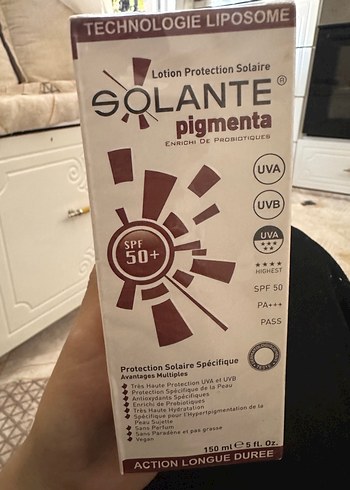 TECHNOLOGIE LIPOSOME
Lotion Protection Solaire
SOLANTE®
pigmenta
ENRICHI DE PROBIOTIQUES
UVA
UVB
UVA
★★★★
HIGHEST
SPF 50
PA+++
PASS
SPF
50+
Protection Solaire Spécifique
Avantages Multiples
Très Haute Protection UVA et UVB
Protection Spécifique de la Peau
Antioxydants Spécifiques
Enrichi de Probiotiques
Très Haute Hydratation
Spécifique pour l'Hyperpigmentation de la
Peau Sujette
Sans Parfum
Sans Parabène et pas grasse
Vegan
150 ml ℮ 5 fl. Oz.
ACTION LONGUE DUREE